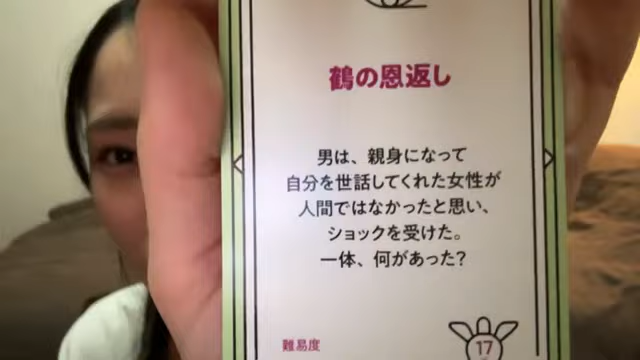 鶴の恩返し
男は、親身になって
自分を世話してくれた女性が
人間ではなかったと思い、
ショックを受けた。
一体、何があった？
難易度
17